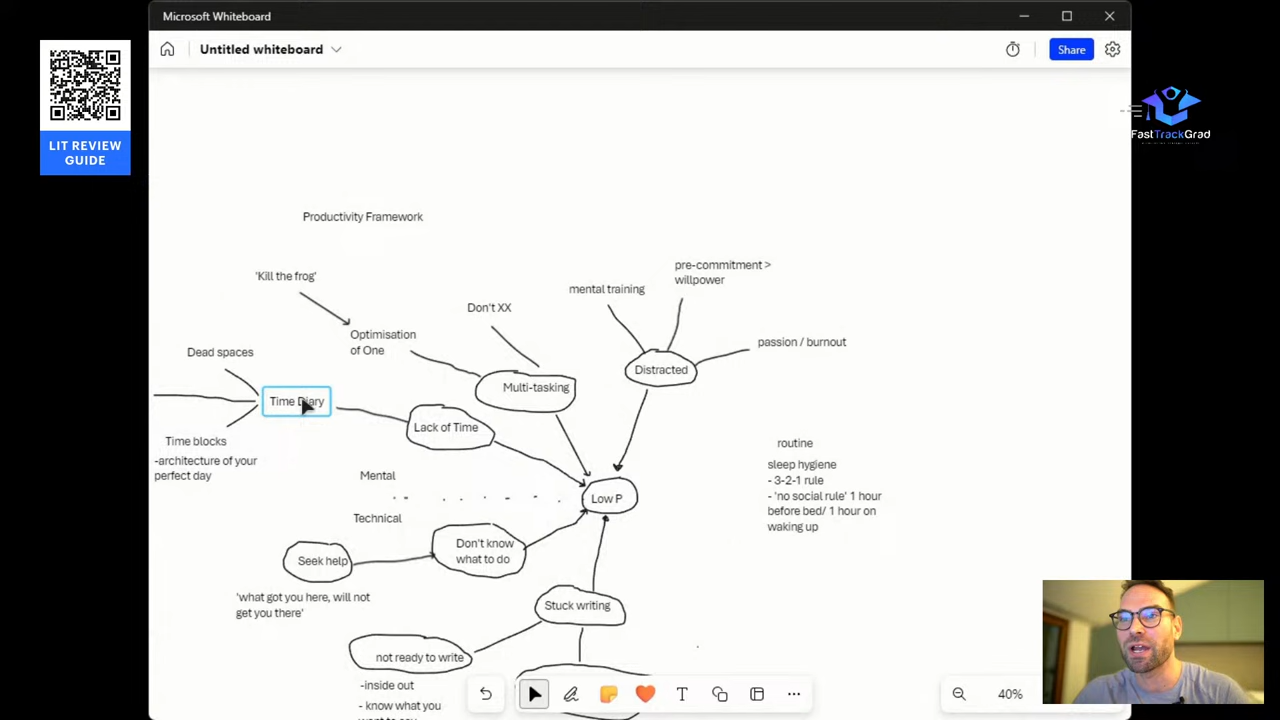 Microsoft Whiteboard
Untitled whiteboard
Share
LIT REVIEW
GUIDE
FastTrackGrad
Productivity Framework
'Kill the frog'
pre-commitment >
willpower
mental training
Don't XX
Optimisation
of One
passion / burnout
Dead spaces
Distracted
Multi-tasking
Time Diary
Lack of Time
Time blocks
-architecture of your
perfect day
routine
sleep hygiene
- 3-2-1 rule
- 'no social rule' 1 hour
before bed/ 1 hour on
waking up
Mental
Low P
Technical
Don't know
what to do
Seek help
'what got you here, will not
get you there'
Stuck writing
not ready to write
-inside out
- know what you
want to say
40%